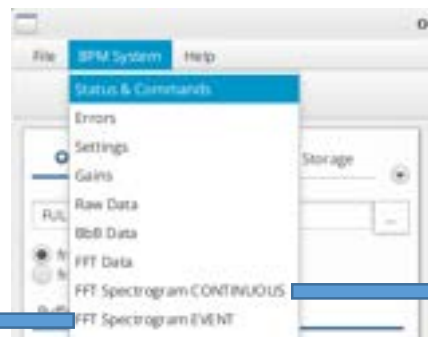 File BPM System Help
Status & Commands
Errors
Settings
Gains
Raw Data
BbB Data
FFT Data
FFT Spectrogram CONTINUOUS
FFT Spectrogram EVENT
Storage
...